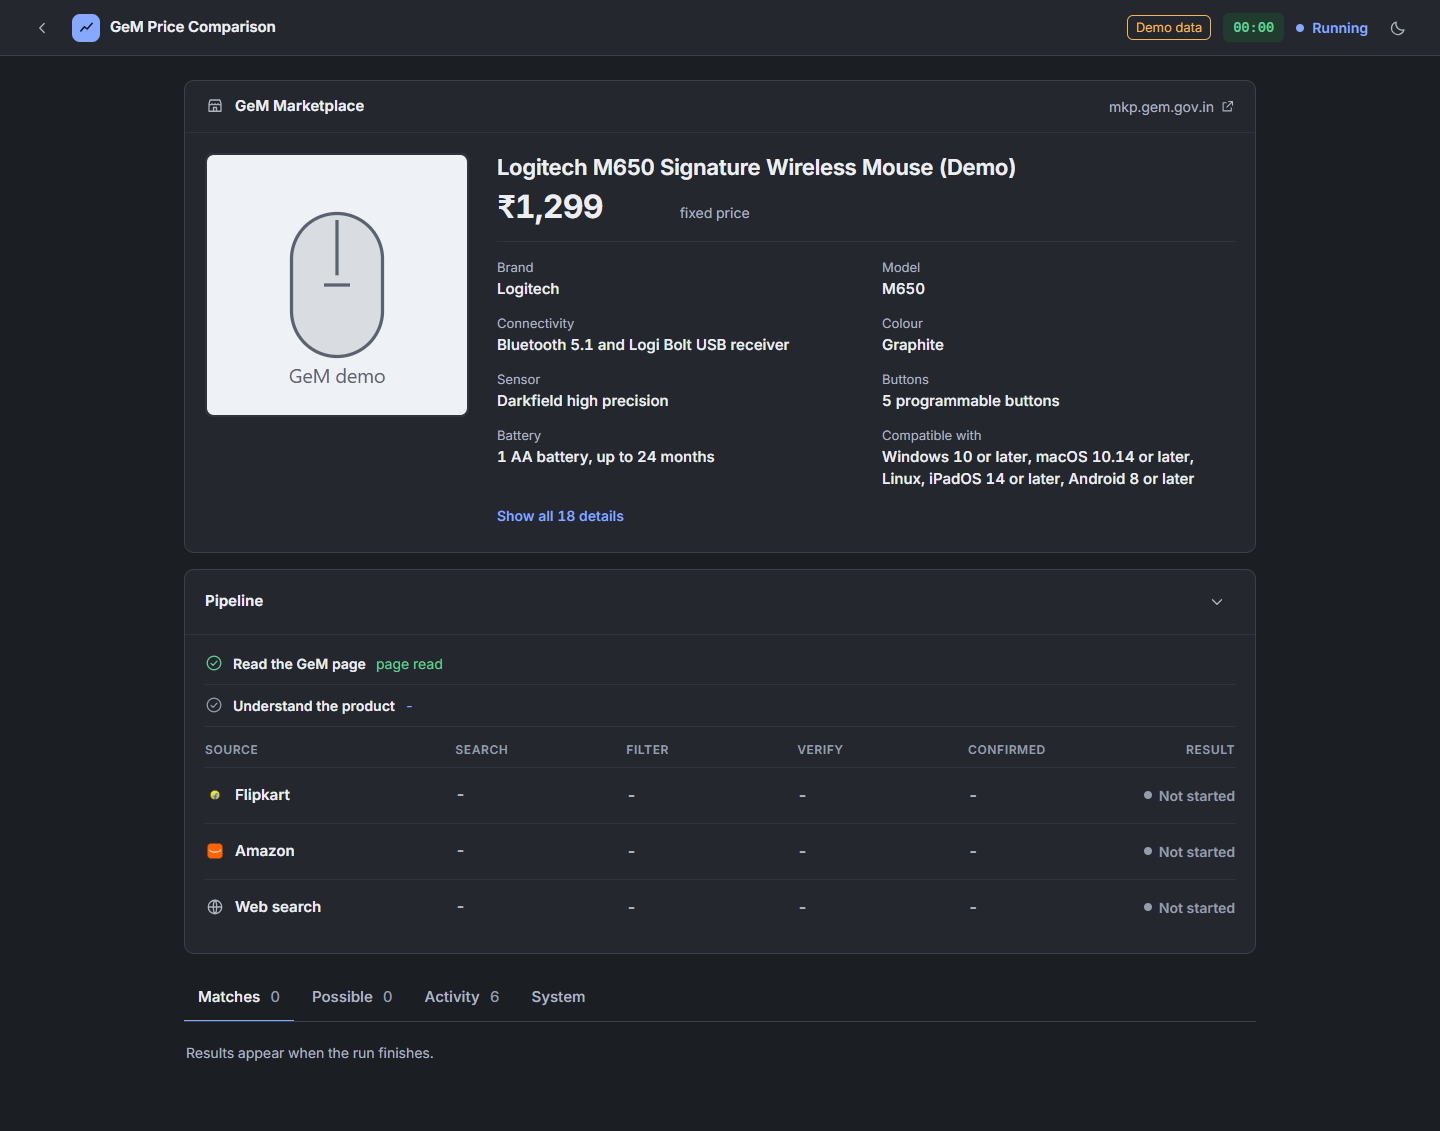 GeM Price Comparison
Demo data
00:00
Running
GeM Marketplace
mkp.gem.gov.in
GeM demo
Logitech M650 Signature Wireless Mouse (Demo)
₹1,299 fixed price
Brand
Logitech
Model
M650
Connectivity
Bluetooth 5.1 and Logi Bolt USB receiver
Colour
Graphite
Sensor
Darkfield high precision
Buttons
5 programmable buttons
Battery
1 AA battery, up to 24 months
Compatible with
Windows 10 or later, macOS 10.14 or later,
Linux, iPadOS 14 or later, Android 8 or later
Show all 18 details
Pipeline
Read the GeM page page read
Understand the product -
SOURCE SEARCH FILTER VERIFY CONFIRMED RESULT
Flipkart - - - - Not started
Amazon - - - - Not started
Web search - - - - Not started
Matches 0 Possible 0 Activity 6 System
Results appear when the run finishes.